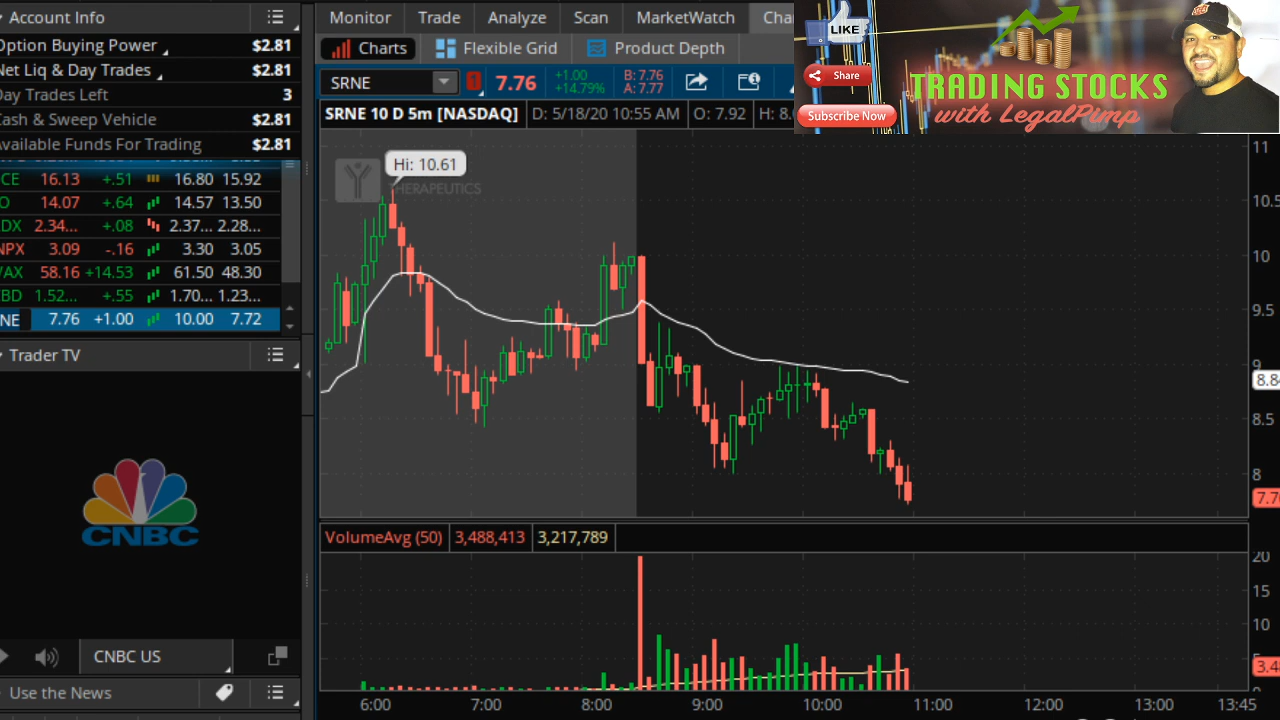 Account Info
Option Buying Power $2.81
Net Liq & Day Trades $2.81
Day Trades Left 3
Cash & Sweep Vehicle $2.81
Available Funds For Trading $2.81
CE 16.13 +.51 16.80 15.92
O 14.07 +.64 14.57 13.50
DX 2.34... +.08 2.37... 2.28...
NPX 3.09 -.16 3.30 3.05
VAX 58.16 +14.53 61.50 48.30
BD 1.52... +.55 1.70... 1.23...
NE 7.76 +1.00 10.00 7.72
Trader TV
CNBC
CNBC US
Use the News
Monitor Trade Analyze Scan MarketWatch Cha
Charts Flexible Grid Product Depth
SRNE 1 7.76 +1.00 +14.79% B: 7.76 A: 7.77
SRNE 10 D 5m [NASDAQ] D: 5/18/20 10:55 AM O: 7.92 H: 8.0
LIKE
Share
Subscribe Now
TRADING STOCKS
with LegalPimp
Hi: 10.61
THERAPEUTICS
11
10.5
10
9.5
9
8.84
8.5
8
7.7
VolumeAvg (50) 3,488,413 3,217,789
20
15
10
3.4
6:00 7:00 8:00 9:00 10:00 11:00 12:00 13:00 13:45